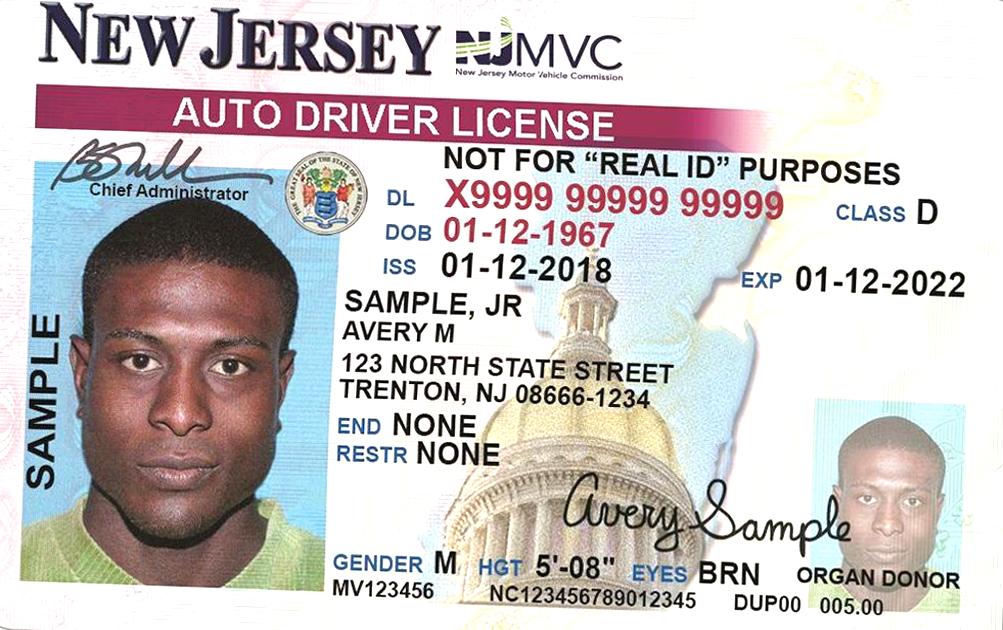 NEW JERSEY NJMVC
New Jersey Motor Vehicle Commission
AUTO DRIVER LICENSE
NOT FOR “REAL ID” PURPOSES
Chief Administrator
DL X9999 99999 99999 CLASS D
DOB 01-12-1967
ISS 01-12-2018 EXP 01-12-2022
SAMPLE, JR
AVERY M
123 NORTH STATE STREET
TRENTON, NJ 08666-1234
END NONE
RESTR NONE
SAMPLE
Avery Sample
GENDER M HGT 5'-08" EYES BRN ORGAN DONOR
MV123456 NC123456789012345 DUP00 005.00